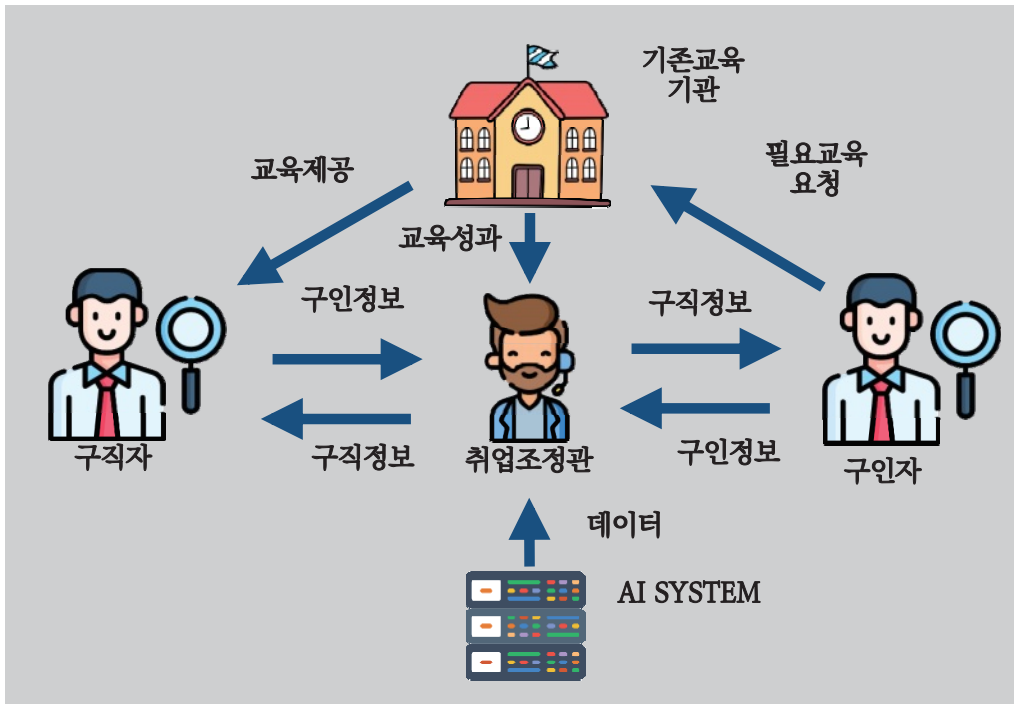 기존교육
기관
교육제공
필요교육
요청
교육성과
구인정보
구직정보
구직자
구직정보
취업조정관
구인정보
구인자
데이터
AI SYSTEM